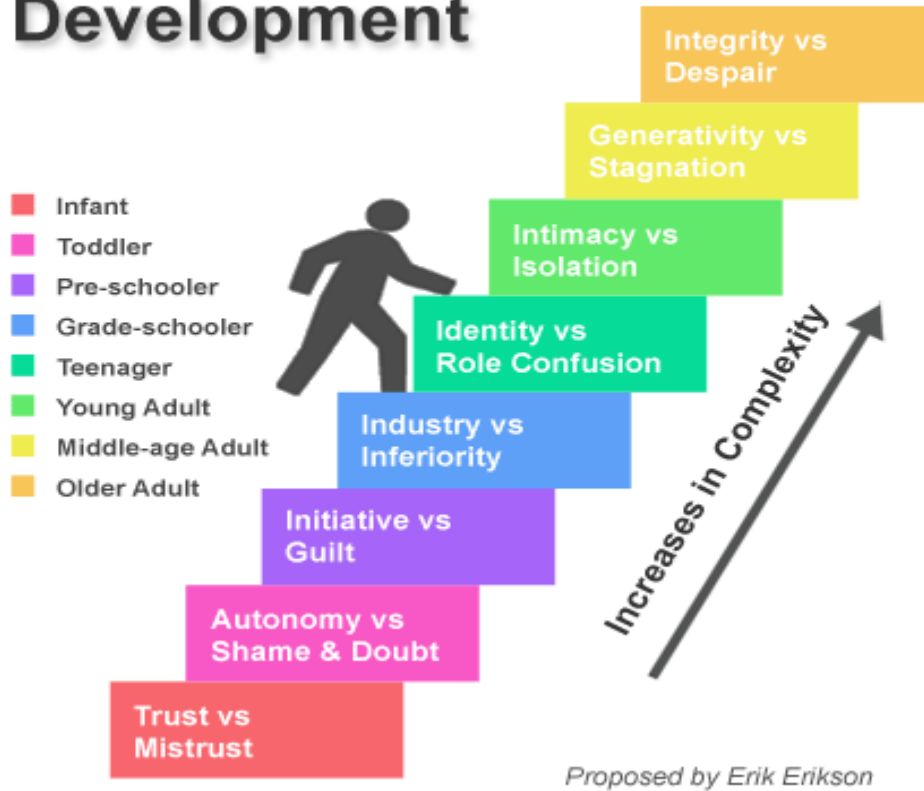 Development
Integrity vs
Despair
Generativity vs
Stagnation
Intimacy vs
Isolation
Identity vs
Role Confusion
Industry vs
Inferiority
Initiative vs
Guilt
Autonomy vs
Shame & Doubt
Trust vs
Mistrust
Infant
Toddler
Pre-schooler
Grade-schooler
Teenager
Young Adult
Middle-age Adult
Older Adult
Increases in Complexity
Proposed by Erik Erikson